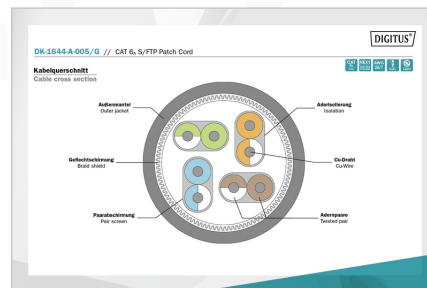 DIGITUS®
DK-1644-A-005/G // CAT 6A S/FTP Patch Cord
Kabelquerschnitt
Cable cross section
Außenmantel
Outer jacket
Aderisolierung
Isolation
Geflechtschirmung
Braid shield
Cu-Draht
Cu-Wire
Paarabschirmung
Pair screen
Adernpaare
Twisted pair